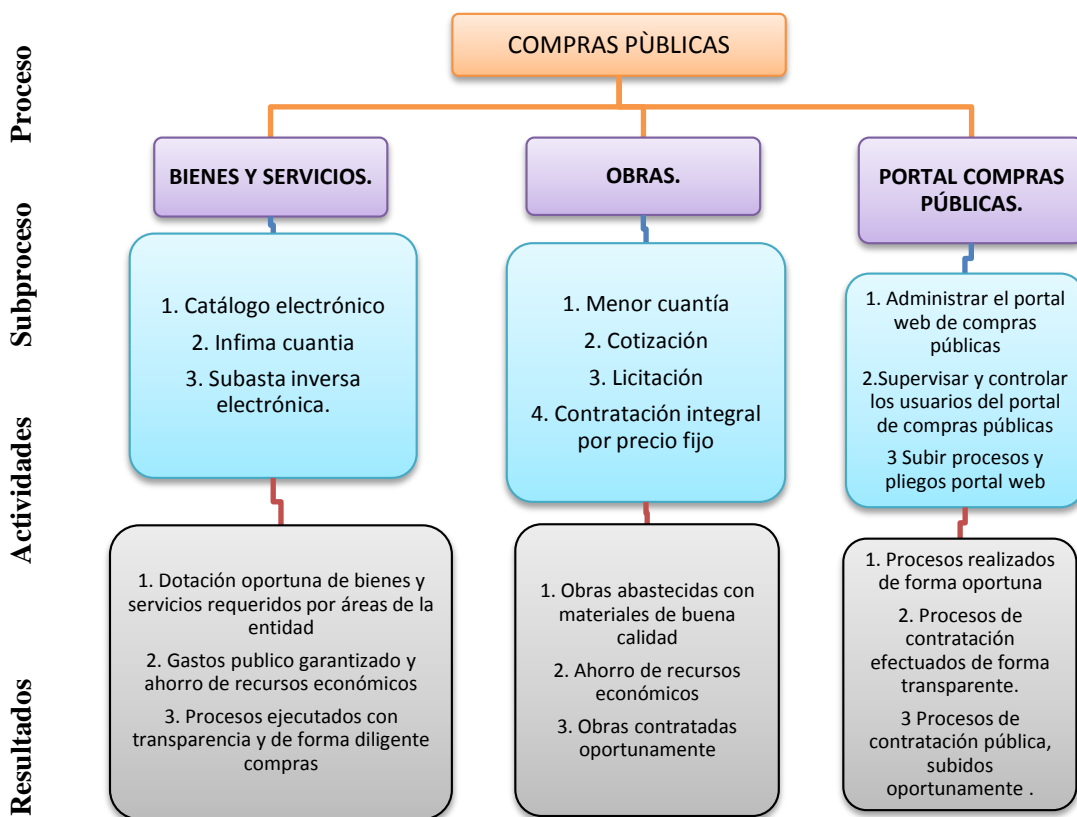 Proceso
Subproceso
Actividades
Resultados
COMPRAS PÙBLICAS
BIENES Y SERVICIOS.
1. Catálogo electrónico
2. Infima cuantia
3. Subasta inversa
electrónica.
1. Dotación oportuna de bienes y
servicios requeridos por áreas de la
entidad
2. Gastos publico garantizado y
ahorro de recursos económicos
3. Procesos ejecutados con
transparencia y de forma diligente
compras
OBRAS.
1. Menor cuantía
2. Cotización
3. Licitación
4. Contratación integral
por precio fijo
1. Obras abastecidas con
materiales de buena
calidad
2. Ahorro de recursos
económicos
3. Obras contratadas
oportunamente
PORTAL COMPRAS
PÚBLICAS.
1. Administrar el portal
web de compras
públicas
2.Supervisar y controlar
los usuarios del portal
de compras públicas
3 Subir procesos y
pliegos portal web
1. Procesos realizados
de forma oportuna
2. Procesos de
contratación
efectuados de forma
transparente.
3 Procesos de
contratación pública,
subidos
oportunamente .